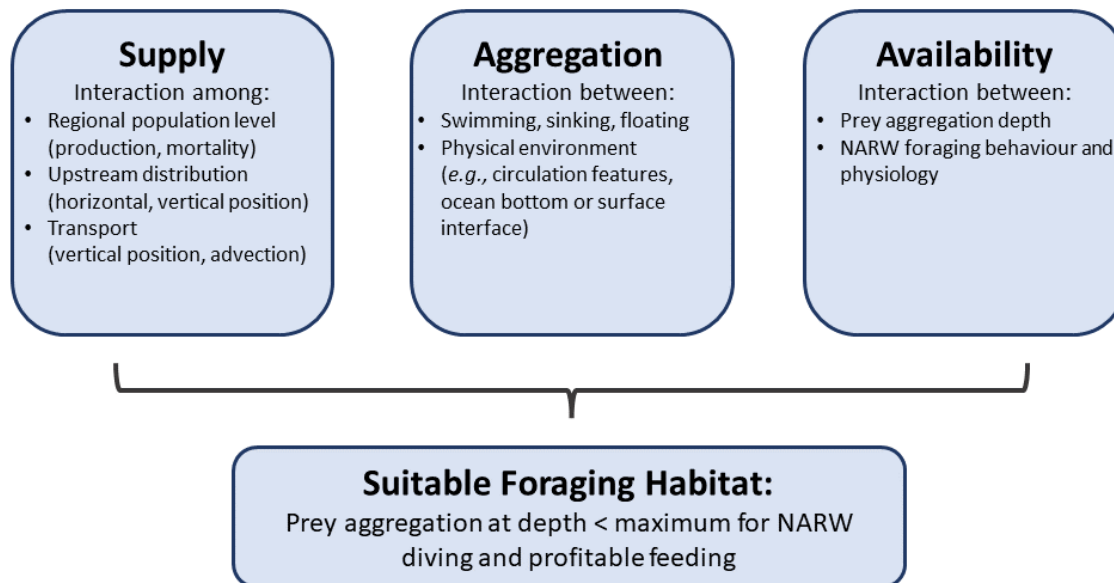 Supply
Interaction among:
• Regional population level
(production, mortality)
• Upstream distribution
(horizontal, vertical position)
• Transport
(vertical position, advection)
Aggregation
Interaction between:
• Swimming, sinking, floating
• Physical environment
(e.g., circulation features,
ocean bottom or surface
interface)
Availability
Interaction between:
• Prey aggregation depth
• NARW foraging behaviour and
physiology
Suitable Foraging Habitat:
Prey aggregation at depth < maximum for NARW
diving and profitable feeding